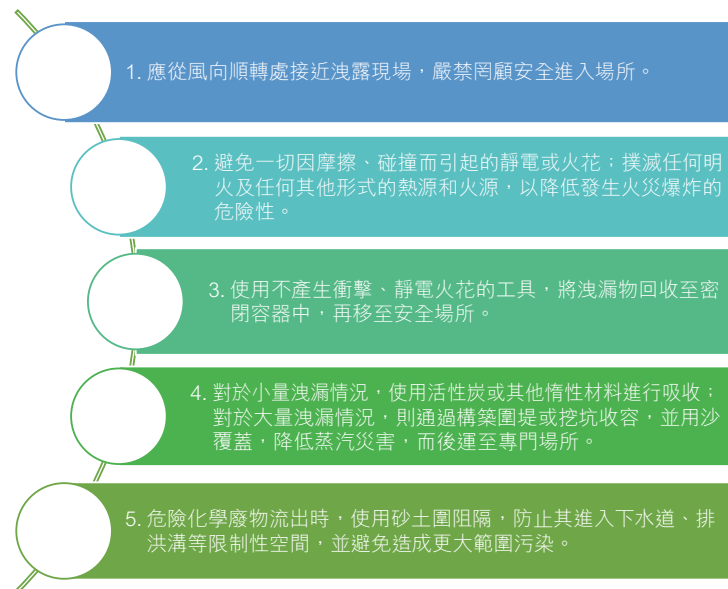 1. 應從風向順轉處接近洩露現場，嚴禁罔顧安全進入場所。
2. 避免一切因摩擦、碰撞而引起的靜電或火花；撲滅任何明
火及任何其他形式的熱源和火源，以降低發生火災爆炸的
危險性。
3. 使用不產生衝擊、靜電火花的工具，將洩漏物回收至密
閉容器中，再移至安全場所。
4. 對於小量洩漏情況，使用活性炭或其他惰性材料進行吸收；
對於大量洩漏情況，則通過構築圍堤或挖坑收容，並用沙
覆蓋，降低蒸汽災害，而後運至專門場所。
5. 危險化學廢物流出時，使用砂土圍阻隔，防止其進入下水道、排
洪溝等限制性空間，並避免造成更大範圍污染。